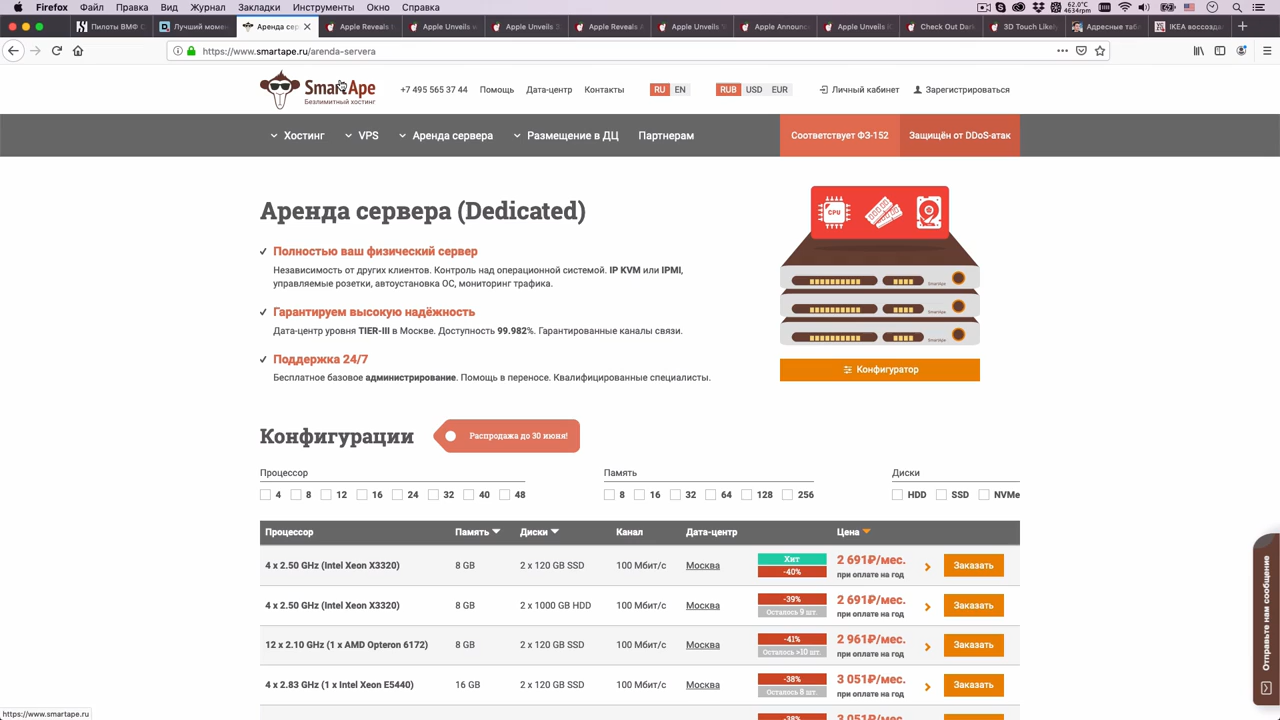 Firefox Файл Правка Вид Журнал Закладки Инструменты Окно Справка
Пилоты ВМФ С Лучший момен Аренда сер Apple Reveals Apple Unveils Apple Unveils 3 Apple Reveals Apple Unveils Apple Announc Apple Unveils Check Out Dark 3D Touch Likely Адресные табл IKEA воссоздал
https://www.smartape.ru/arenda-servera
SmartApe
Безлимитный хостинг
+7 495 565 37 44 Помощь Дата-центр Контакты RU EN RUB USD EUR Личный кабинет Зарегистрироваться
Хостинг VPS Аренда сервера Размещение в ДЦ Партнерам Соответствует ФЗ-152 Защищён от DDoS-атак
Аренда сервера (Dedicated)
Полностью ваш физический сервер
Независимость от других клиентов. Контроль над операционной системой. IP KVM или IPMI,
управляемые розетки, автоустановка ОС, мониторинг трафика.
Гарантируем высокую надёжность
Дата-центр уровня TIER-III в Москве. Доступность 99.982%. Гарантированные каналы связи.
Поддержка 24/7
Бесплатное базовое администрирование. Помощь в переносе. Квалифицированные специалисты.
CPU
SmartApe
SmartApe
SmartApe
Конфигуратор
Конфигурации Распродажа до 30 июня!
Процессор Память Диски
4 8 12 16 24 32 40 48 8 16 32 64 128 256 HDD SSD NVMe
Процессор Память Диски Канал Дата-центр Цена
4 x 2.50 GHz (Intel Xeon X3320) 8 GB 2 x 120 GB SSD 100 Мбит/с Москва Хит -40% 2 691₽/мес. при оплате на год Заказать
4 x 2.50 GHz (Intel Xeon X3320) 8 GB 2 x 1000 GB HDD 100 Мбит/с Москва -39% Осталось 9 шт. 2 691₽/мес. при оплате на год Заказать
12 x 2.10 GHz (1 x AMD Opteron 6172) 8 GB 2 x 120 GB SSD 100 Мбит/с Москва -41% Осталось >10 шт. 2 961₽/мес. при оплате на год Заказать
4 x 2.83 GHz (1 x Intel Xeon E5440) 16 GB 2 x 120 GB SSD 100 Мбит/с Москва -38% Осталось 8 шт. 3 051₽/мес. при оплате на год Заказать
Отправьте нам сообщение
https://www.smartape.ru